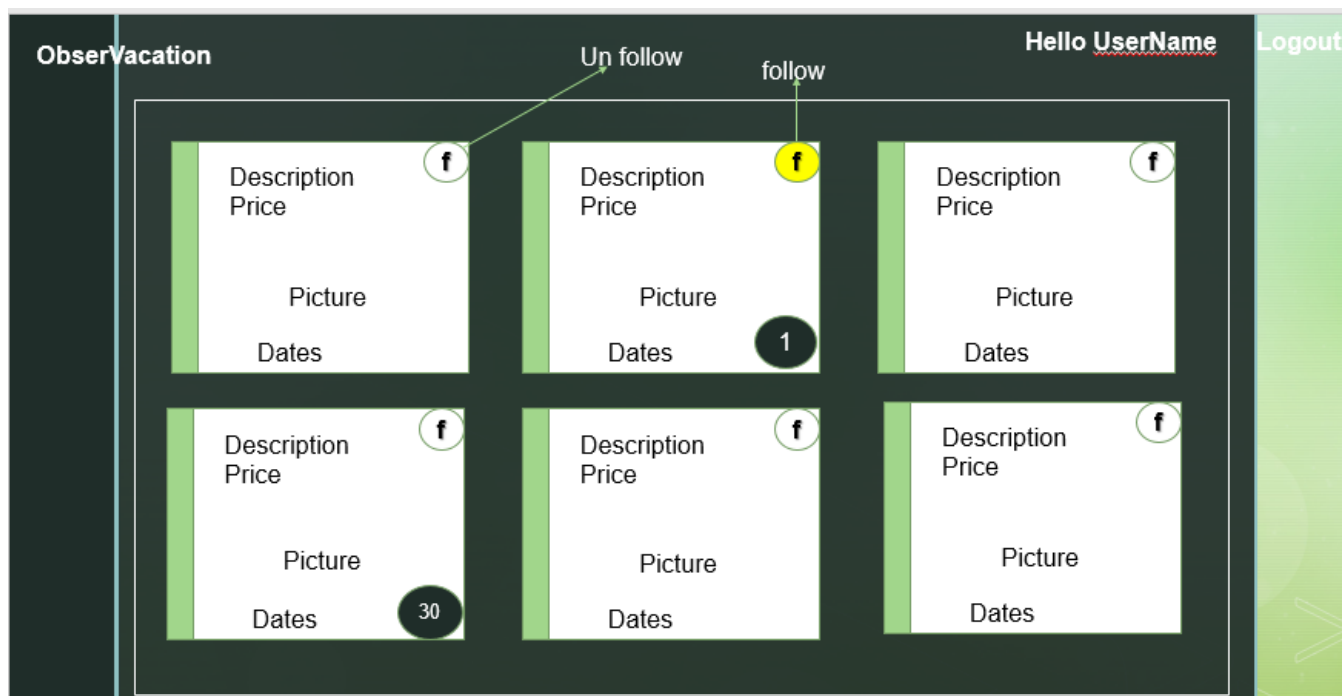 ObserVacation
Un follow
follow
Hello UserName
Logout
f
Description
Price
Picture
Dates
f
Description
Price
Picture
Dates
1
f
Description
Price
Picture
Dates
f
Description
Price
Picture
Dates
30
f
Description
Price
Picture
Dates
f
Description
Price
Picture
Dates